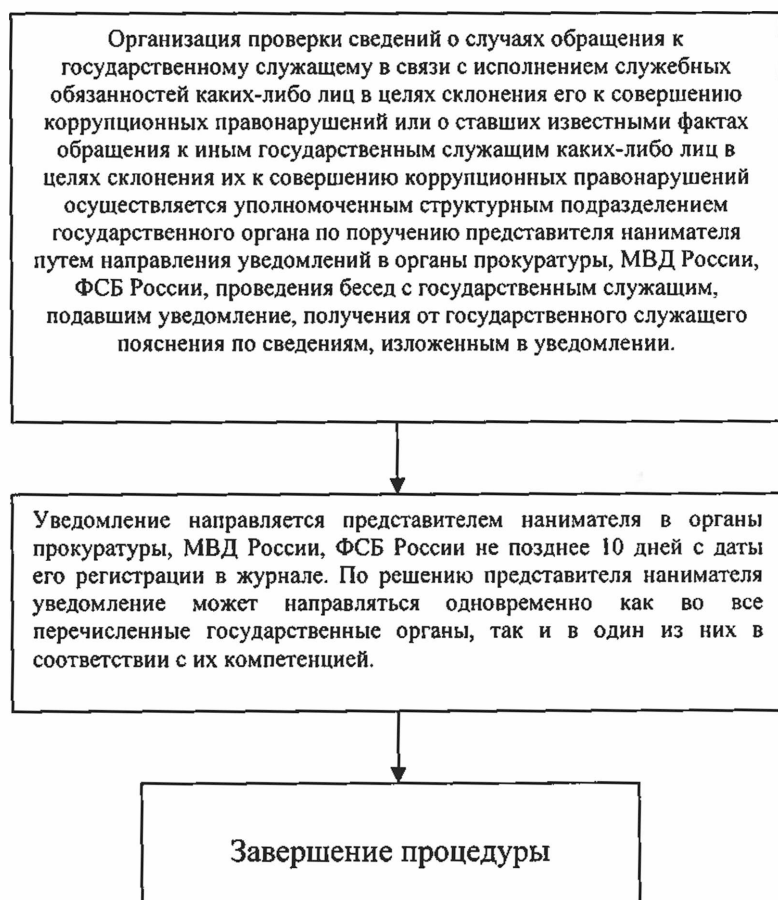 Организация проверки сведений о случаях обращения к
государственному служащему в связи с исполнением служебных
обязанностей каких-либо лиц в целях склонения его к совершению
коррупционных правонарушений или о ставших известными фактах
обращения к иным государственным служащим каких-либо лиц в
целях склонения их к совершению коррупционных правонарушений
осуществляется уполномоченным структурным подразделением
государственного органа по поручению представителя нанимателя
путем направления уведомлений в органы прокуратуры, МВД России,
ФСБ России, проведения бесед с государственным служащим,
подавшим уведомление, получения от государственного служащего
пояснения по сведениям, изложенным в уведомлении.
Уведомление направляется представителем нанимателя в органы
прокуратуры, МВД России, ФСБ России не позднее 10 дней с даты
его регистрации в журнале. По решению представителя нанимателя
уведомление может направляться одновременно как во все
перечисленные государственные органы, так и в один из них в
соответствии с их компетенцией.
Завершение процедуры